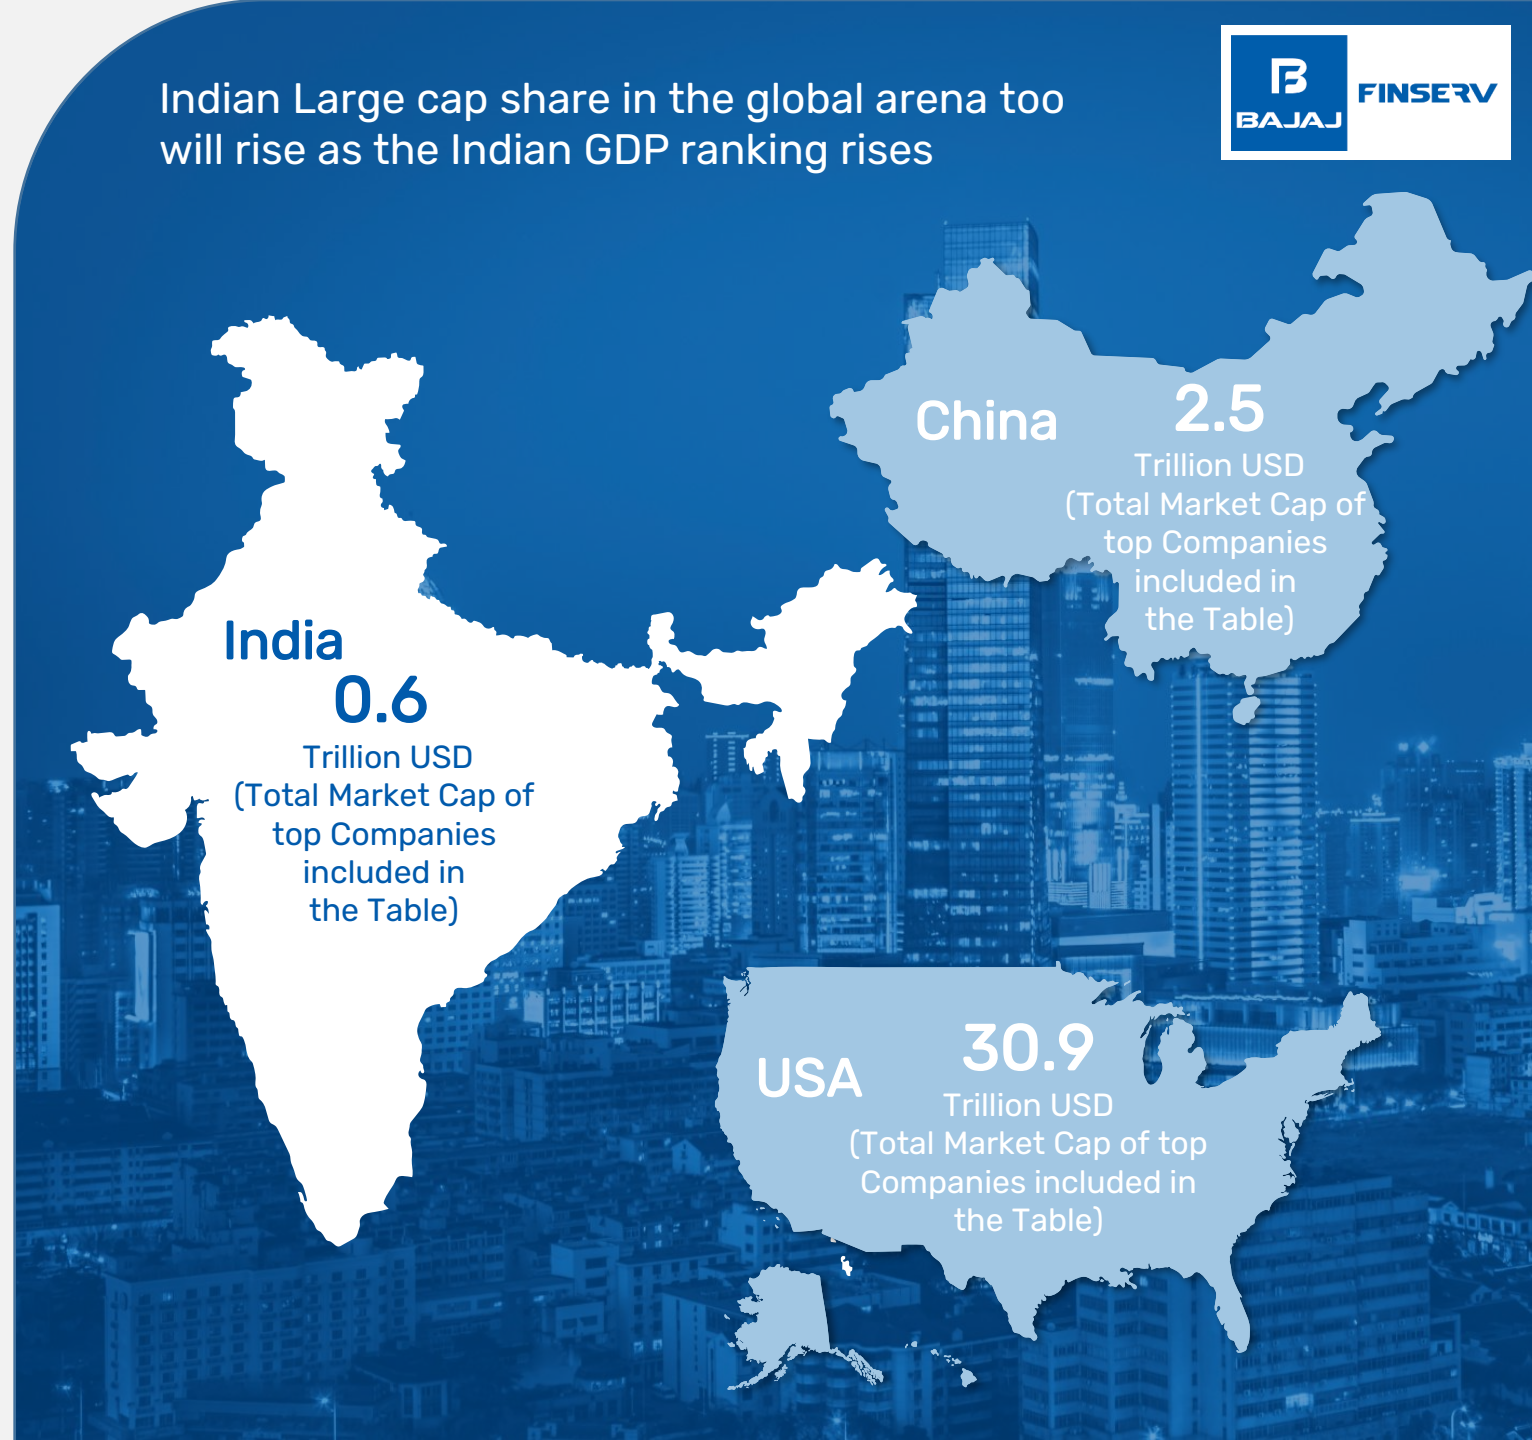 Indian Large cap share in the global arena too
will rise as the Indian GDP ranking rises
B
BAJAJ
FINSERV
China
2.5
Trillion USD
(Total Market Cap of
top Companies
included in
the Table)
India
0.6
Trillion USD
(Total Market Cap of
top Companies
included in
the Table)
USA
30.9
Trillion USD
(Total Market Cap of top
Companies included in
the Table)